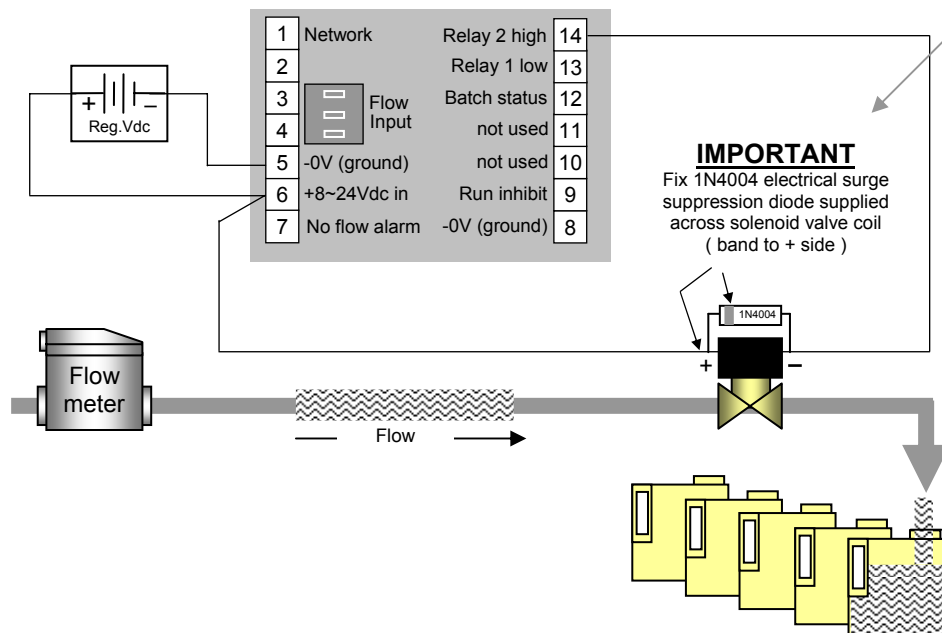 1 Network
2
3
4
Flow
Input
5 -0V (ground)
6 +8~24Vdc in
7 No flow alarm
Relay 2 high 14
Relay 1 low 13
Batch status 12
not used 11
not used 10
Run inhibit 9
-0V (ground) 8
+ −
Reg.Vdc
IMPORTANT
Fix 1N4004 electrical surge
suppression diode supplied
across solenoid valve coil
( band to + side )
1N4004
+ −
Flow
meter
Flow